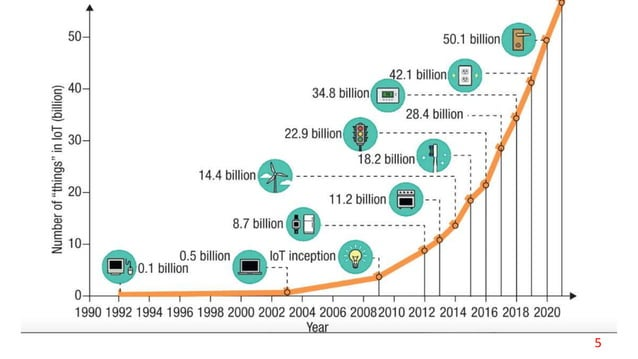 50.1 billion
50
42.1 billion
40
34.8 billion
28.4 billion
30
22.9 billion
18.2 billion
20
14.4 billion
11.2 billion
10
8.7 billion
0.5 billion
IoT inception
0.1 billion
0
Number of “things” in IoT (billion)
1990 1992 1994 1996 1998 2000 2002 2004 2006 2008 2010 2012 2014 2016 2018 2020
Year
5